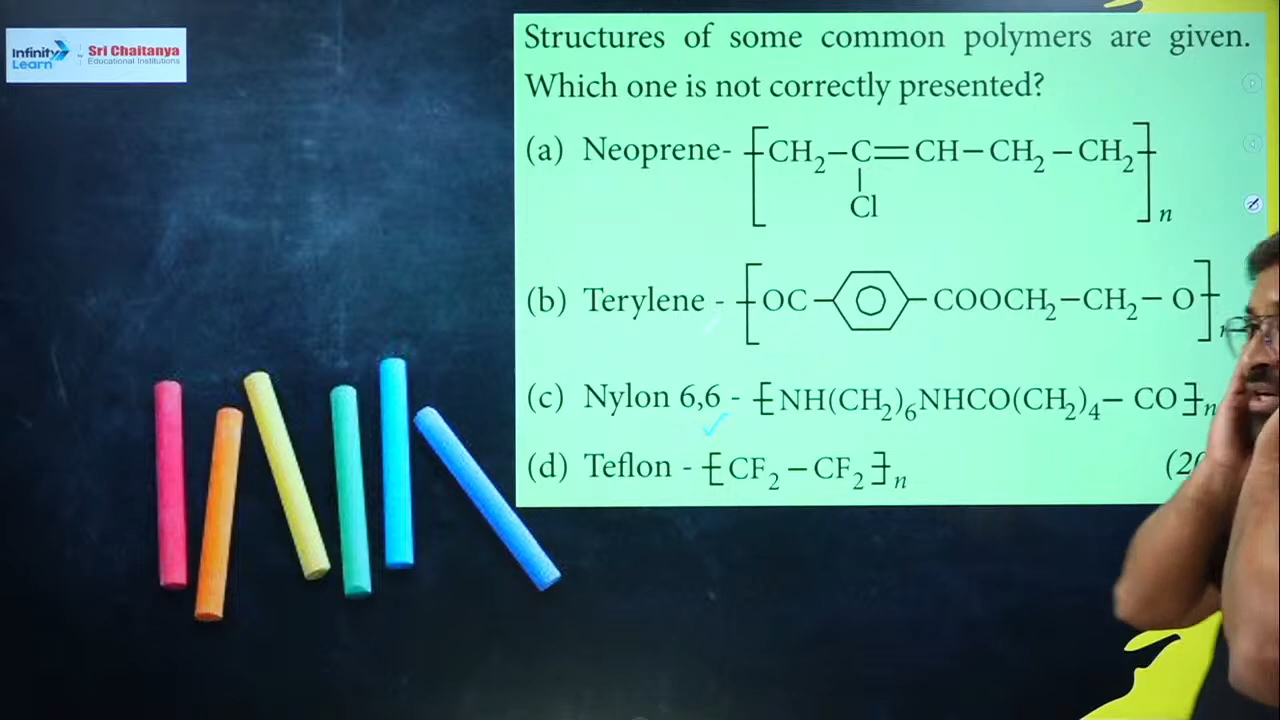 Infinity Learn
by
Sri Chaitanya
Educational Institutions
Structures of some common polymers are given.
Which one is not correctly presented?
(a) Neoprene- [CH₂−C=CH−CH₂−CH₂]
Cl
n
(b) Terylene - [OC− −COOCH₂−CH₂−O]
n
(c) Nylon 6,6 - [NH(CH₂)₆NHCO(CH₂)₄− CO]ₙ
(d) Teflon - [CF₂−CF₂]ₙ